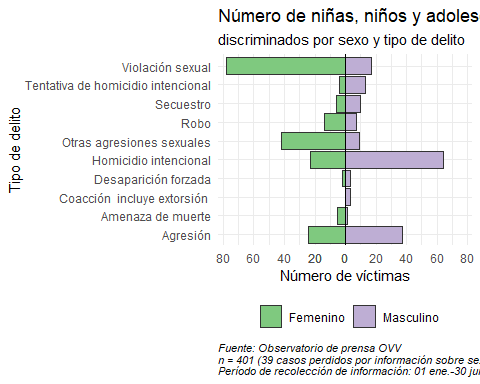 Número de niñas, niños y adoles
discriminados por sexo y tipo de delito
Tipo de delito
Violación sexual
Tentativa de homicidio intencional
Secuestro
Robo
Otras agresiones sexuales
Homicidio intencional
Desaparición forzada
Coacción incluye extorsión
Amenaza de muerte
Agresión
80 60 40 20 0 20 40 60 80
Número de víctimas
Femenino Masculino
Fuente: Observatorio de prensa OVV
n = 401 (39 casos perdidos por información sobre se
Período de recolección de información: 01 ene.-30 jun